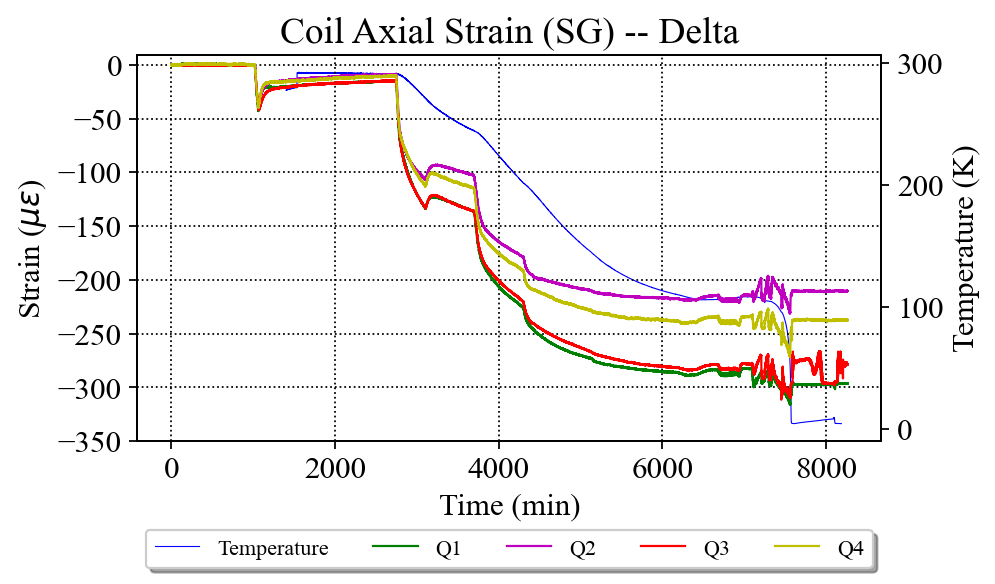 Coil Axial Strain (SG) -- Delta
0
−50
−100
−150
−200
−250
−300
−350
Strain (με)
300
200
100
0
Temperature (K)
0 2000 4000 6000 8000
Time (min)
Temperature Q1 Q2 Q3 Q4